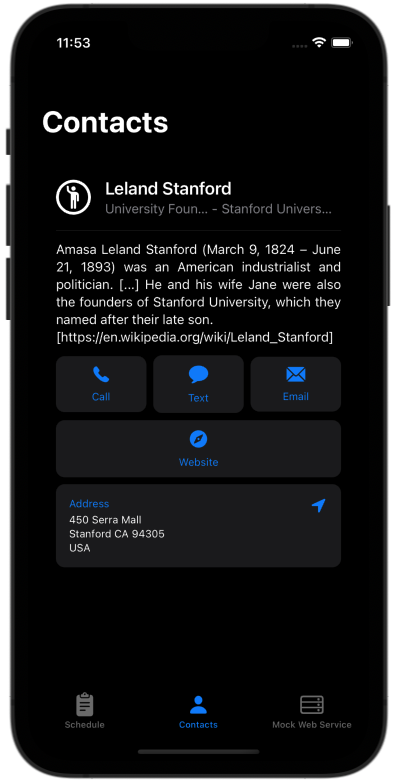 11:53
Contacts
Leland Stanford
University Foun... - Stanford Univers...
Amasa Leland Stanford (March 9, 1824 – June
21, 1893) was an American industrialist and
politician. [...] He and his wife Jane were also
the founders of Stanford University, which they
named after their late son.
[https://en.wikipedia.org/wiki/Leland_Stanford]
Call
Text
Email
Website
Address
450 Serra Mall
Stanford CA 94305
USA
Schedule
Contacts
Mock Web Service